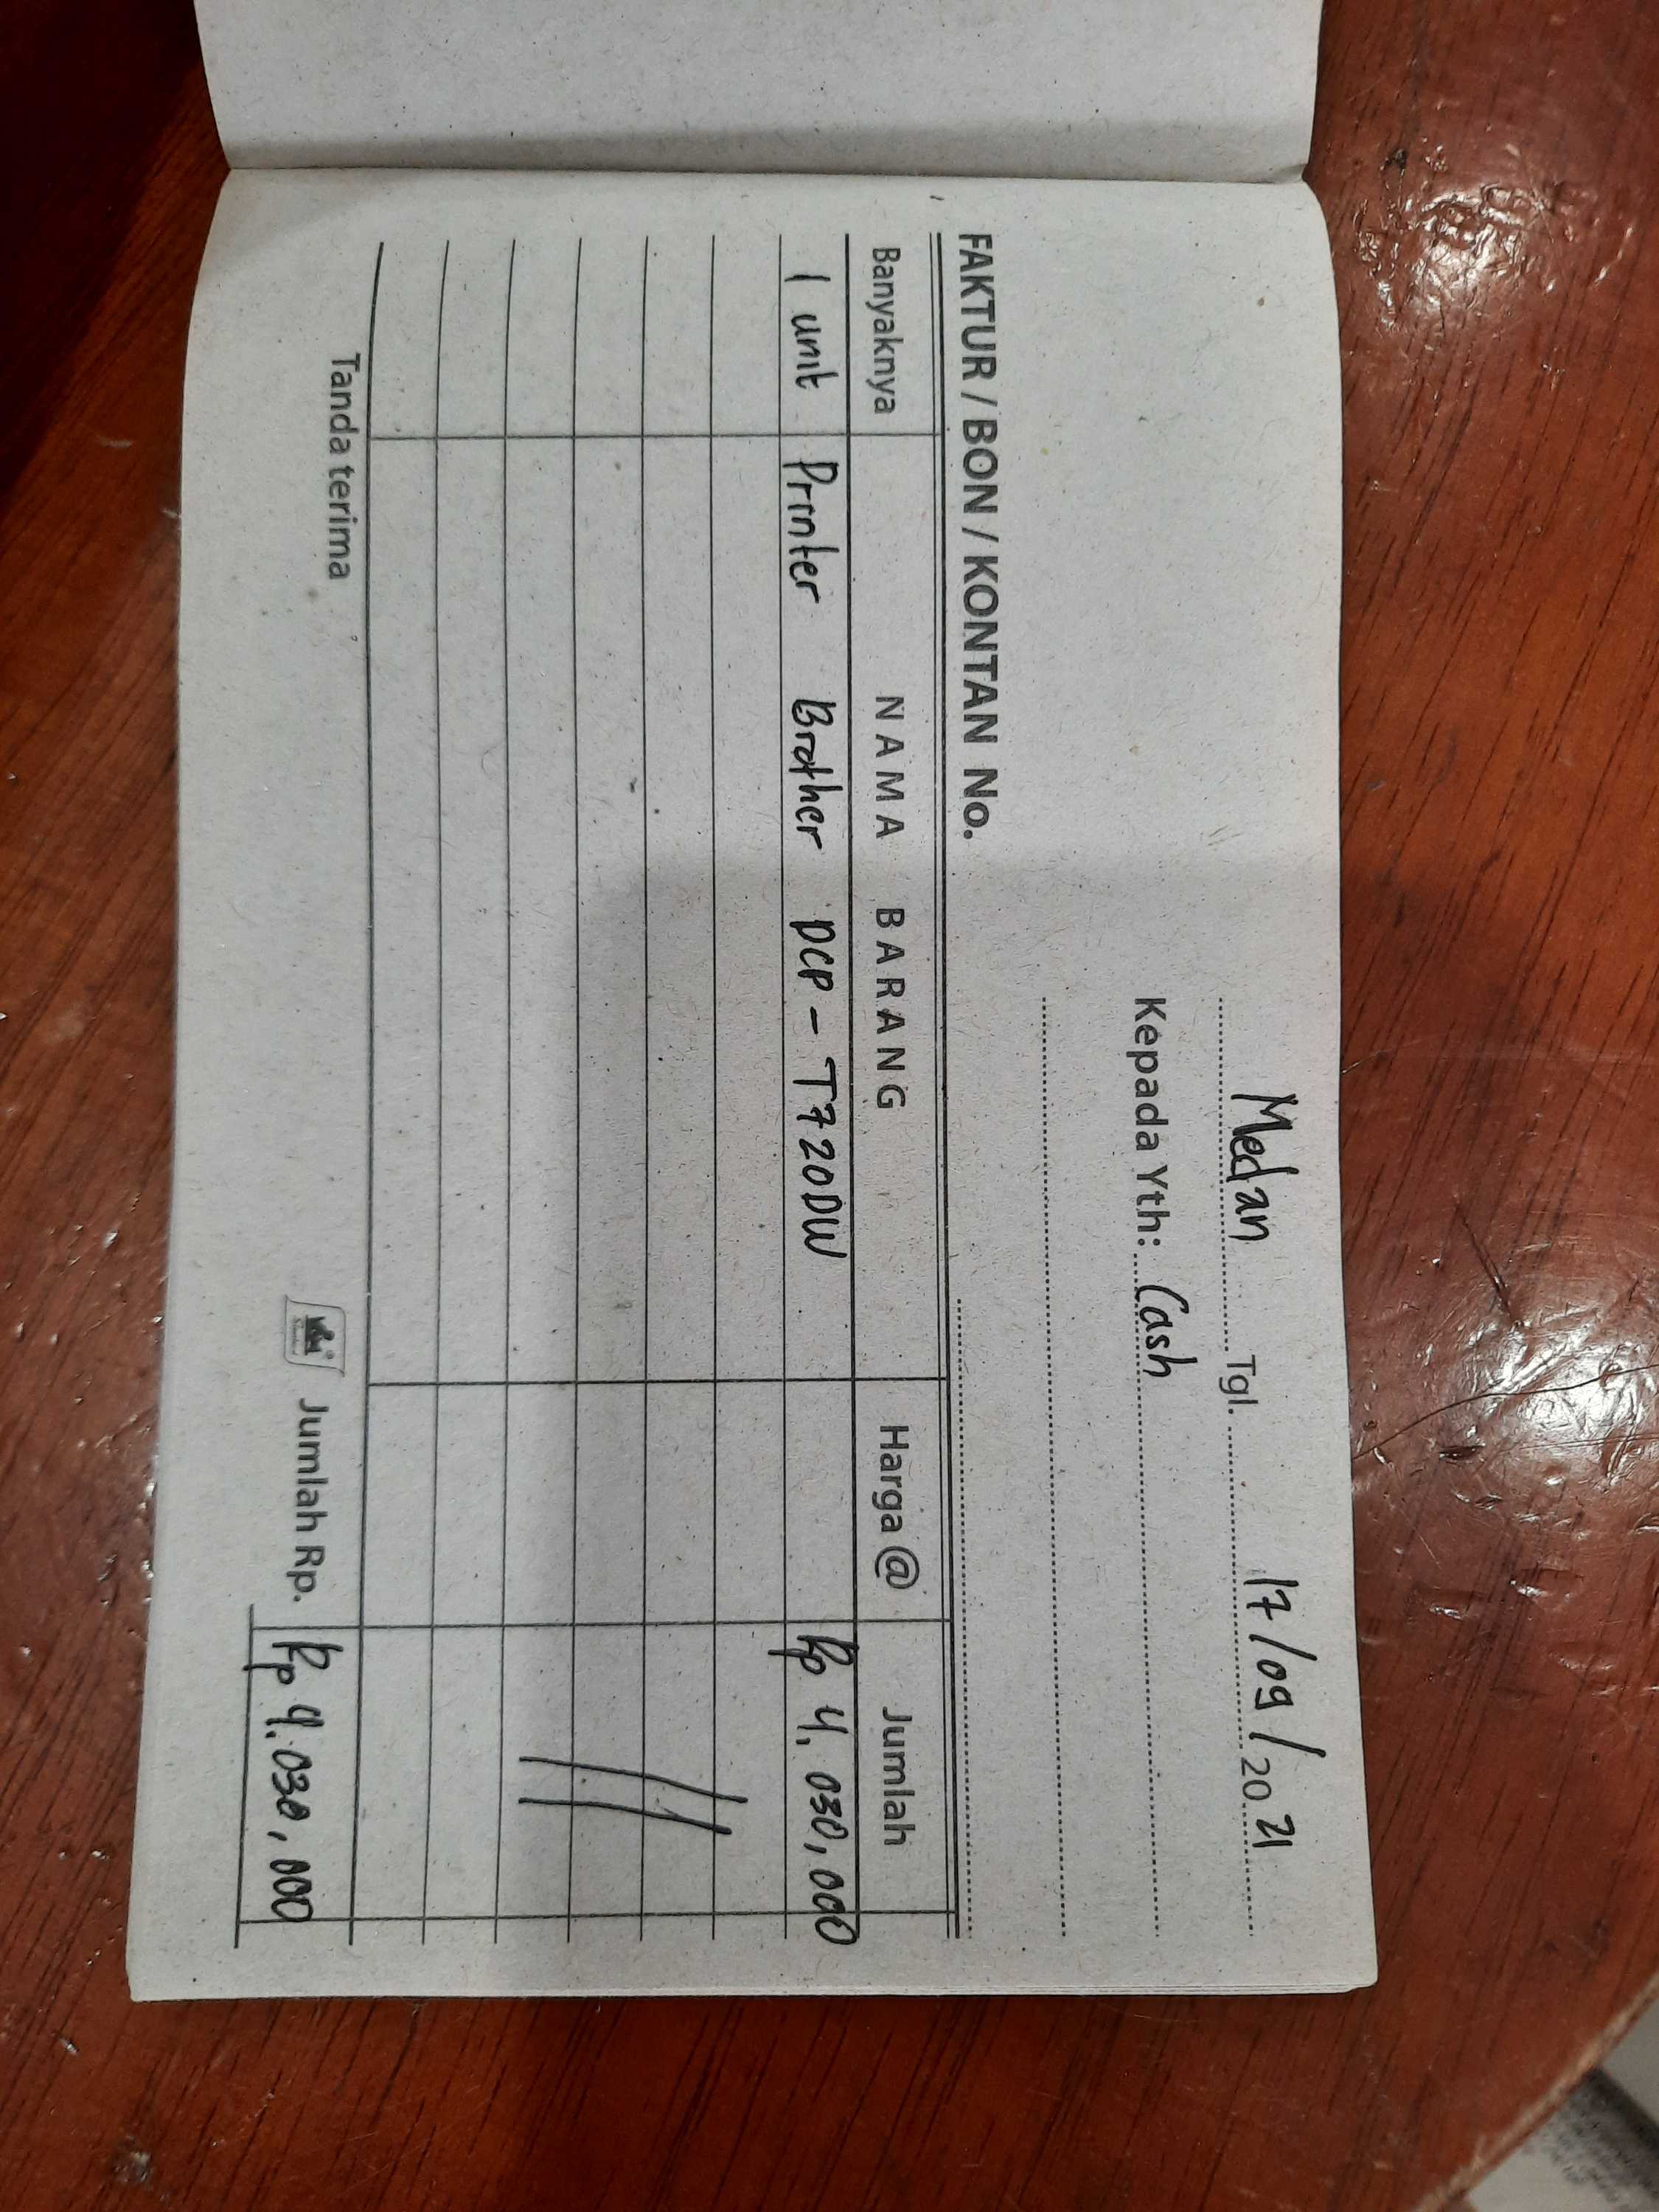 Medan Tgl. 17/09/2021
Kepada Yth: Cash
FAKTUR / BON / KONTAN No.
Banyaknya NAMA BARANG Harga @ Jumlah
1 unit Printer Brother DCP - T720DW Rp 4.030,000
Tanda terima Jumlah Rp. Rp 4.030,000